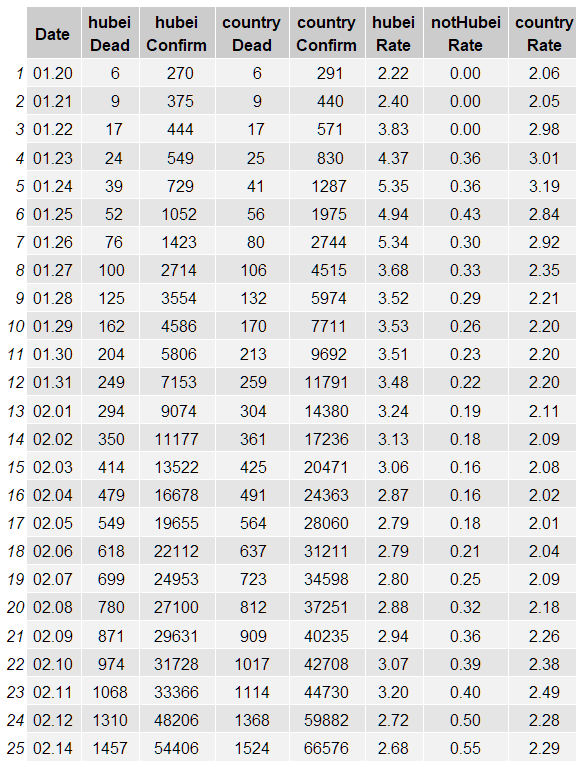 Date hubei Dead hubei Confirm country Dead country Confirm hubei Rate notHubei Rate country Rate
1 01.20 6 270 6 291 2.22 0.00 2.06
2 01.21 9 375 9 440 2.40 0.00 2.05
3 01.22 17 444 17 571 3.83 0.00 2.98
4 01.23 24 549 25 830 4.37 0.36 3.01
5 01.24 39 729 41 1287 5.35 0.36 3.19
6 01.25 52 1052 56 1975 4.94 0.43 2.84
7 01.26 76 1423 80 2744 5.34 0.30 2.92
8 01.27 100 2714 106 4515 3.68 0.33 2.35
9 01.28 125 3554 132 5974 3.52 0.29 2.21
10 01.29 162 4586 170 7711 3.53 0.26 2.20
11 01.30 204 5806 213 9692 3.51 0.23 2.20
12 01.31 249 7153 259 11791 3.48 0.22 2.20
13 02.01 294 9074 304 14380 3.24 0.19 2.11
14 02.02 350 11177 361 17236 3.13 0.18 2.09
15 02.03 414 13522 425 20471 3.06 0.16 2.08
16 02.04 479 16678 491 24363 2.87 0.16 2.02
17 02.05 549 19655 564 28060 2.79 0.18 2.01
18 02.06 618 22112 637 31211 2.79 0.21 2.04
19 02.07 699 24953 723 34598 2.80 0.25 2.09
20 02.08 780 27100 812 37251 2.88 0.32 2.18
21 02.09 871 29631 909 40235 2.94 0.36 2.26
22 02.10 974 31728 1017 42708 3.07 0.39 2.38
23 02.11 1068 33366 1114 44730 3.20 0.40 2.49
24 02.12 1310 48206 1368 59882 2.72 0.50 2.28
25 02.14 1457 54406 1524 66576 2.68 0.55 2.29